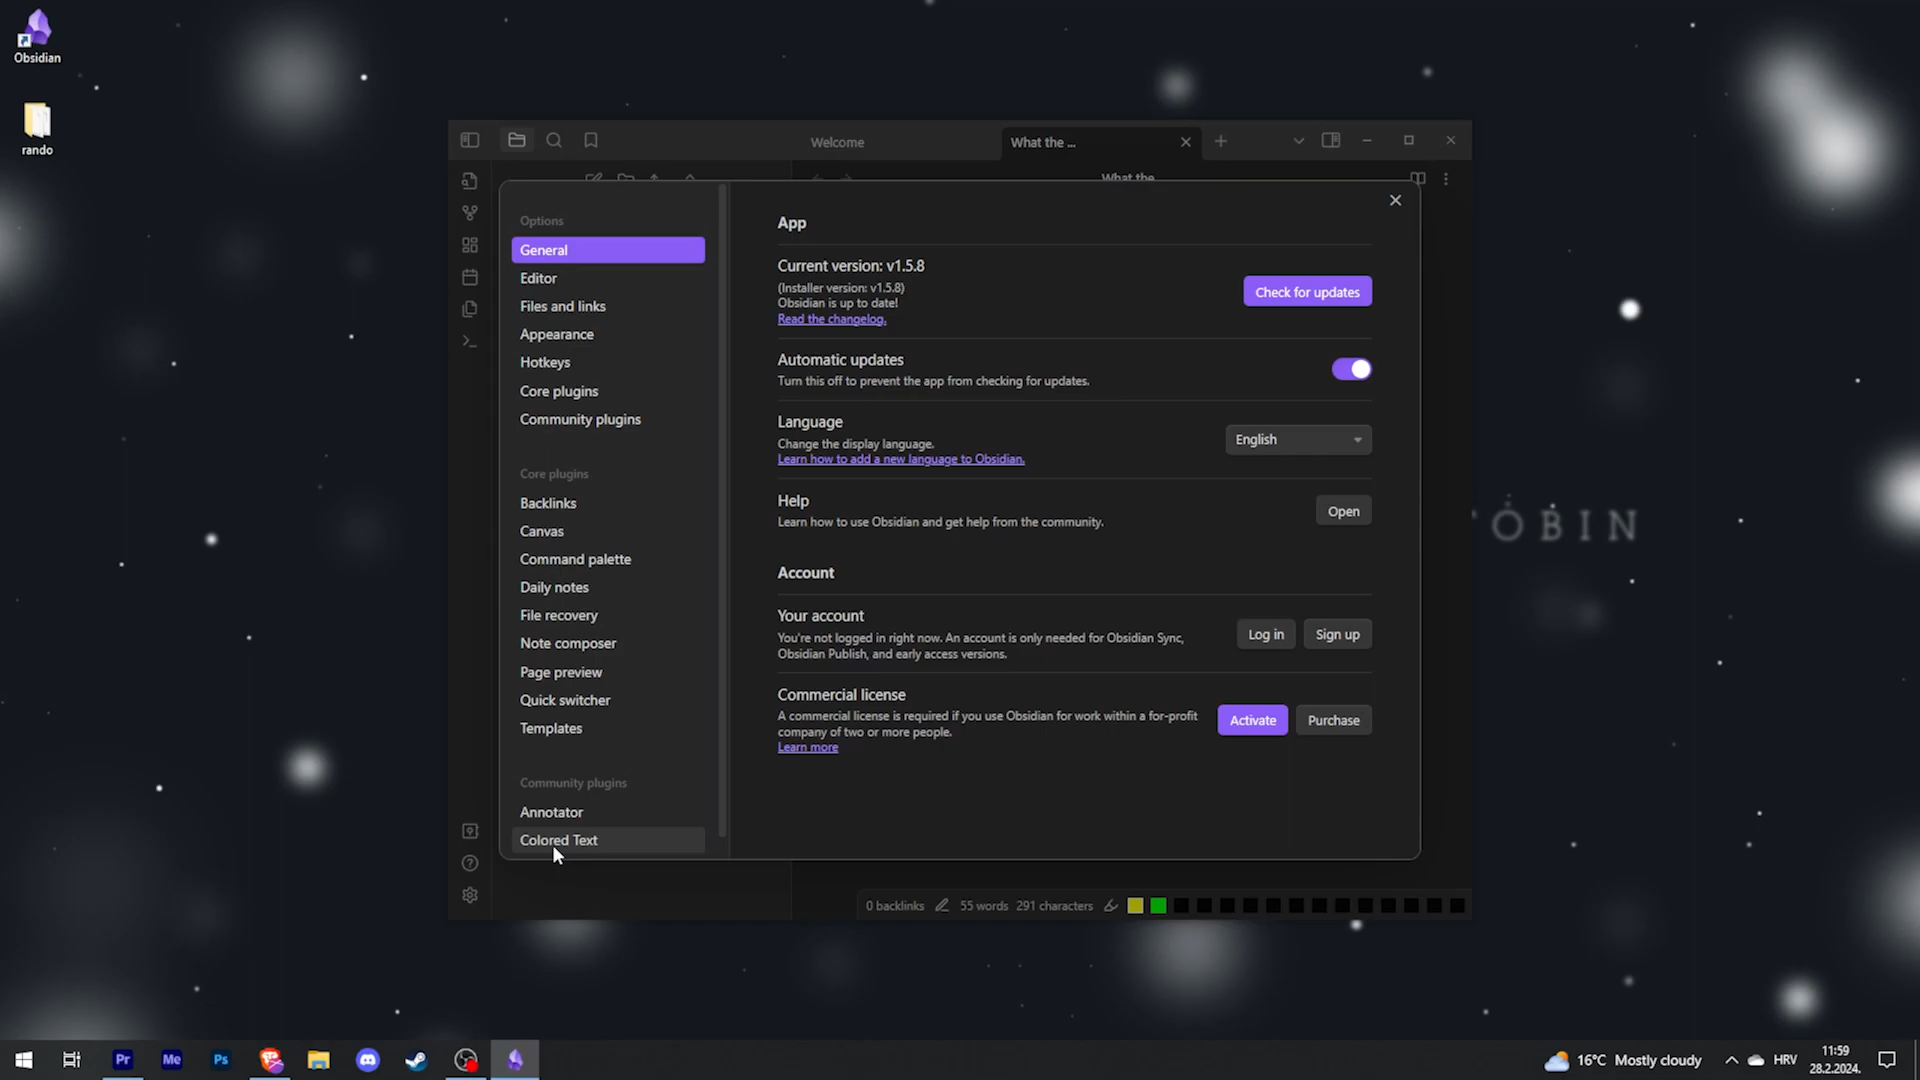 Obsidian
rando
Welcome
What the ...
What the
Options
General
Editor
Files and links
Appearance
Hotkeys
Core plugins
Community plugins
Core plugins
Backlinks
Canvas
Command palette
Daily notes
File recovery
Note composer
Page preview
Quick switcher
Templates
Community plugins
Annotator
Colored Text
App
Current version: v1.5.8
(Installer version: v1.5.8)
Obsidian is up to date!
Read the changelog.
Check for updates
Automatic updates
Turn this off to prevent the app from checking for updates.
Language
Change the display language.
Learn how to add a new language to Obsidian.
English
Help
Learn how to use Obsidian and get help from the community.
Open
Account
Your account
You're not logged in right now. An account is only needed for Obsidian Sync,
Obsidian Publish, and early access versions.
Log in
Sign up
Commercial license
A commercial license is required if you use Obsidian for work within a for-profit
company of two or more people.
Learn more
Activate
Purchase
0 backlinks
55 words
291 characters
Pr
Me
Ps
16°C Mostly cloudy
HRV
11:59
28.2.2024.